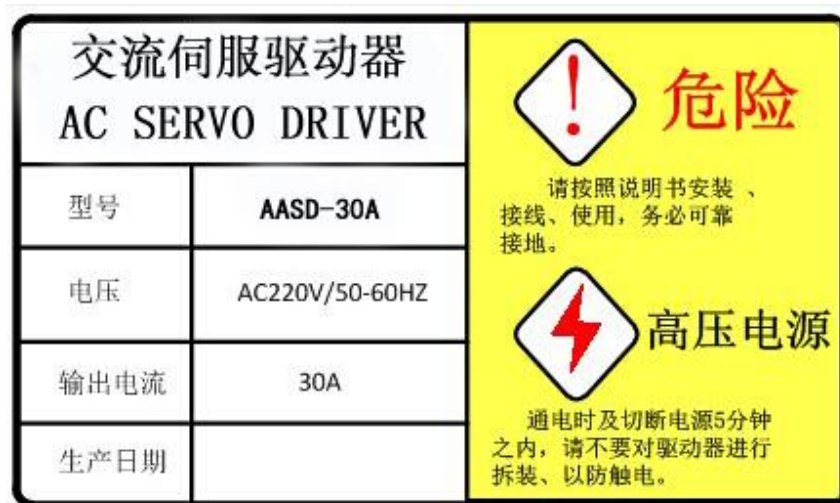 交流伺服驱动器
AC SERVO DRIVER
型号 AASD-30A
电压 AC220V/50-60HZ
输出电流 30A
生产日期
! 危险
请按照说明书安装 、
接线、使用，务必可靠
接地。
高压电源
通电时及切断电源5分钟
之内，请不要对驱动器进行
拆装、以防触电。